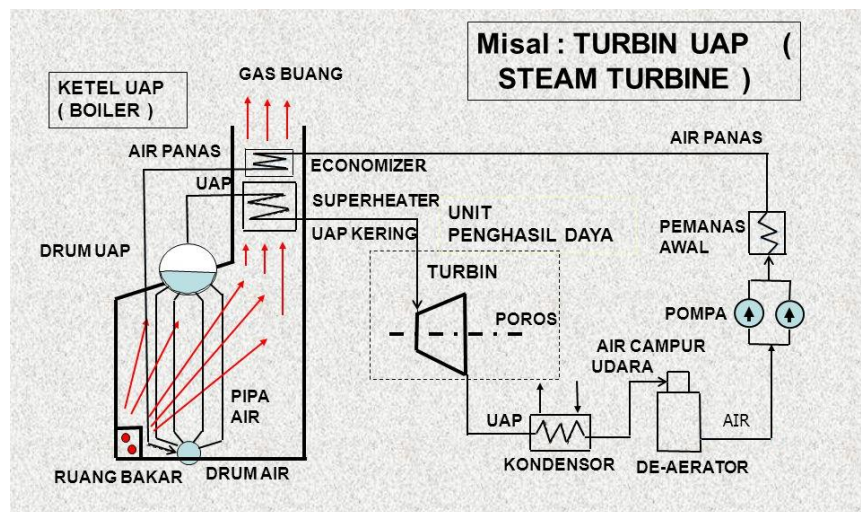 Misal : TURBIN UAP (
STEAM TURBINE )
KETEL UAP
( BOILER )
GAS BUANG
AIR PANAS
ECONOMIZER
AIR PANAS
UAP
SUPERHEATER
UAP KERING
UNIT
PENGHASIL DAYA
PEMANAS
AWAL
DRUM UAP
TURBIN
POROS
POMPA
AIR CAMPUR
UDARA
PIPA
AIR
UAP
AIR
KONDENSOR
DE-AERATOR
RUANG BAKAR
DRUM AIR